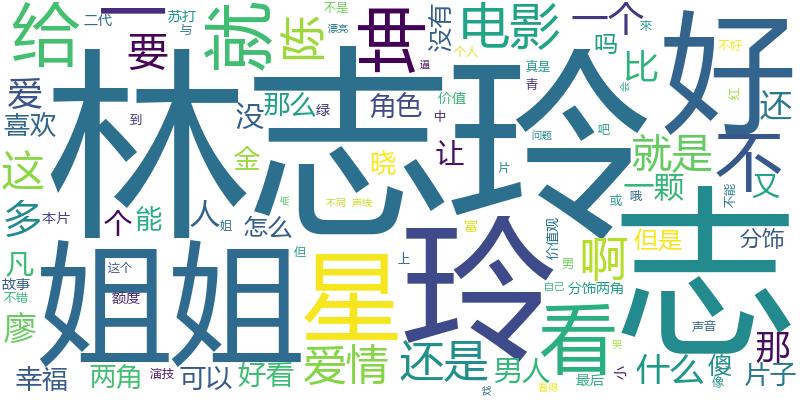 给
一
要
就
陈
苏打
与
二代
不是
漂亮
个人
没有
电影
一个
來
不好
好
爱
喜欢
林志玲
没
那么
绿
角色
价值
中
真是
青
吗
比
红
还
这
到
金
晓
让
问题
吧
片
就是
不
多
本片
个
能
人
姐
怎么
不同
声线
富
价值观
或
哦
一颗
又
不能
凡
故事
不错
这个
额度
姐姐
但
星
上
玲
男
啊
但是
志
分饰
分饰两角
自己
廖
声音
那
幸福
两角
演技
可以
好看
爱情
还是
男人
看
最后
小
什么
傻
像
片子